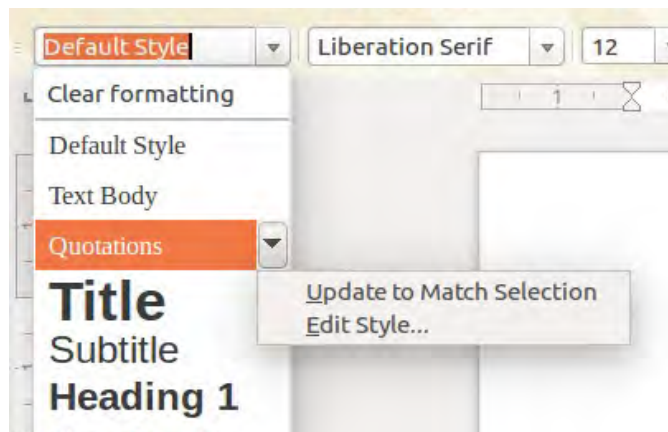 Default Style Liberation Serif 12
Clear formatting
1
Default Style
Text Body
Quotations
Update to Match Selection
Edit Style...
Title
Subtitle
Heading 1